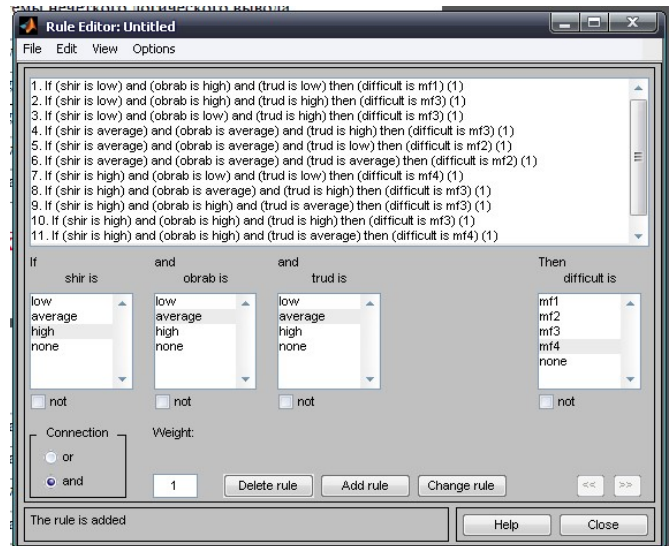 емы нечеткого логического вывода
Rule Editor: Untitled
File Edit View Options
1. If (shir is low) and (obrab is high) and (trud is low) then (difficult is mf1) (1)
2. If (shir is low) and (obrab is high) and (trud is high) then (difficult is mf3) (1)
3. If (shir is low) and (obrab is low) and (trud is high) then (difficult is mf3) (1)
4. If (shir is average) and (obrab is average) and (trud is high) then (difficult is mf3) (1)
5. If (shir is average) and (obrab is average) and (trud is low) then (difficult is mf2) (1)
6. If (shir is average) and (obrab is average) and (trud is average) then (difficult is mf2) (1)
7. If (shir is high) and (obrab is low) and (trud is low) then (difficult is mf4) (1)
8. If (shir is high) and (obrab is average) and (trud is high) then (difficult is mf3) (1)
9. If (shir is high) and (obrab is high) and (trud is average) then (difficult is mf3) (1)
10. If (shir is high) and (obrab is high) and (trud is high) then (difficult is mf3) (1)
11. If (shir is high) and (obrab is high) and (trud is average) then (difficult is mf4) (1)
If and and Then
shir is obrab is trud is difficult is
low low low mf1
average average average mf2
high high high mf3
none none none mf4
none
not not not not
Connection Weight:
or
and 1 Delete rule Add rule Change rule << >>
The rule is added Help Close